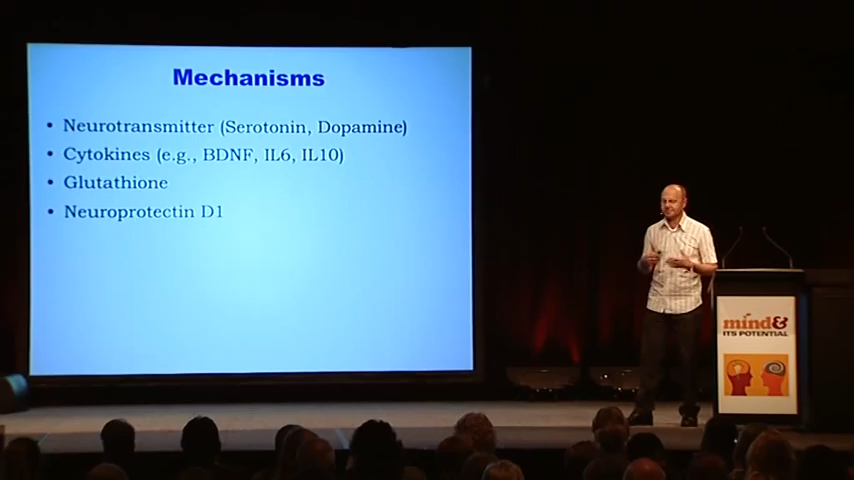 Mechanisms
• Neurotransmitter (Serotonin, Dopamine)
• Cytokines (e.g., BDNF, IL6, IL10)
• Glutathione
• Neuroprotectin D1
mind&
ITS POTENTIAL